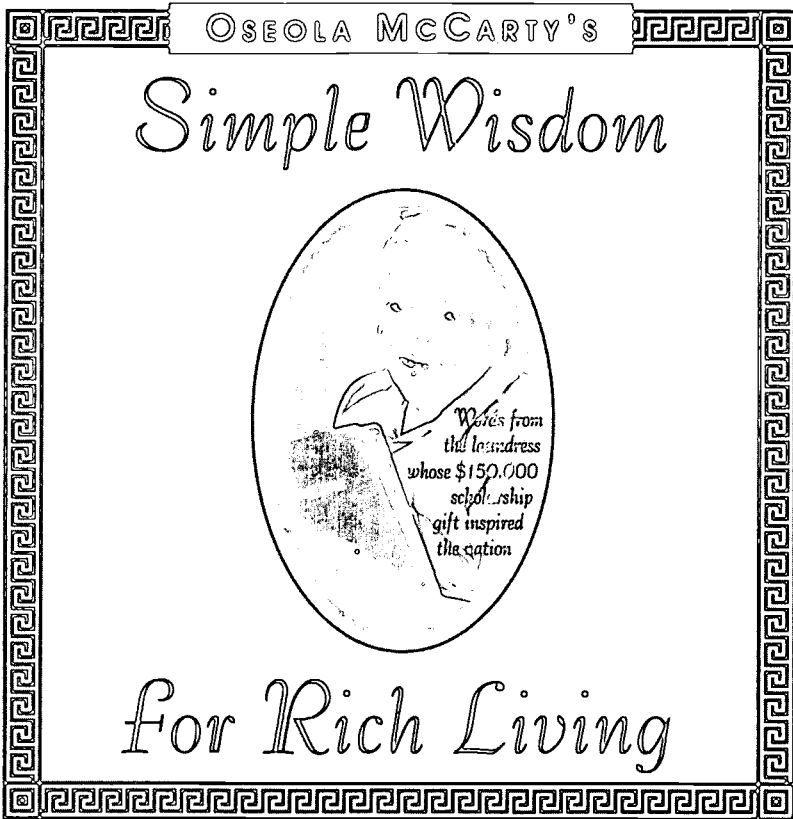 OSEOLA MCCARTY'S
Simple Wisdom
Words from
the laundress
whose $150,000
scholarship
gift inspired
the nation
for Rich Living